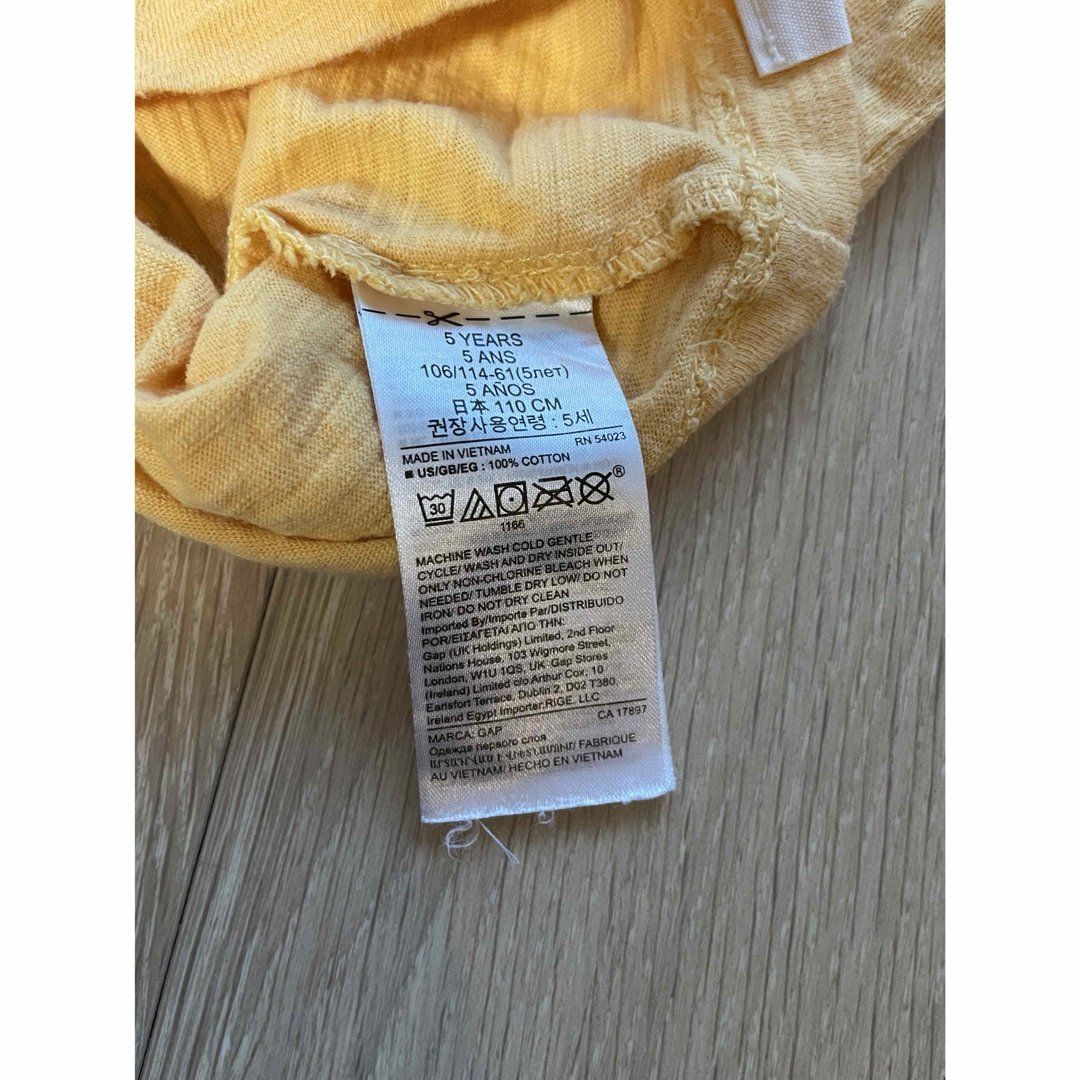 5 YEARS
5 ANS
106/114-61(5лет)
5 AÑOS
日本 110 CM
권장사용연령 : 5세
RN 54023
MADE IN VIETNAM
■ US/GB/EG : 100% COTTON
30
®
1166
MACHINE WASH COLD GENTLE
CYCLE/ WASH AND DRY INSIDE OUT/
ONLY NON-CHLORINE BLEACH WHEN
NEEDED/ TUMBLE DRY LOW/ DO NOT
IRON/ DO NOT DRY CLEAN
Imported By/Importe Par/DISTRIBUIDO
POR/ΕΙΣΑΓΕΤΑΙ ΑΠΟ ΤΗΝ:
Gap (UK Holdings) Limited, 2nd Floor
Nations House, 103 Wigmore Street,
London, W1U 1QS, UK. Gap Stores
(Ireland) Limited c/o Arthur Cox, 10
Earlsfort Terrace, Dublin 2, D02 T380,
Ireland Egypt Importer:RIGE, LLC
CA 17897
MARCA: GAP
Одежда первого слоя
ԱՐՏԱԴՐՎԱԾ Է ՎԻԵՏՆԱՄՈՒՄ/ FABRIQUE
AU VIETNAM/ HECHO EN VIETNAM